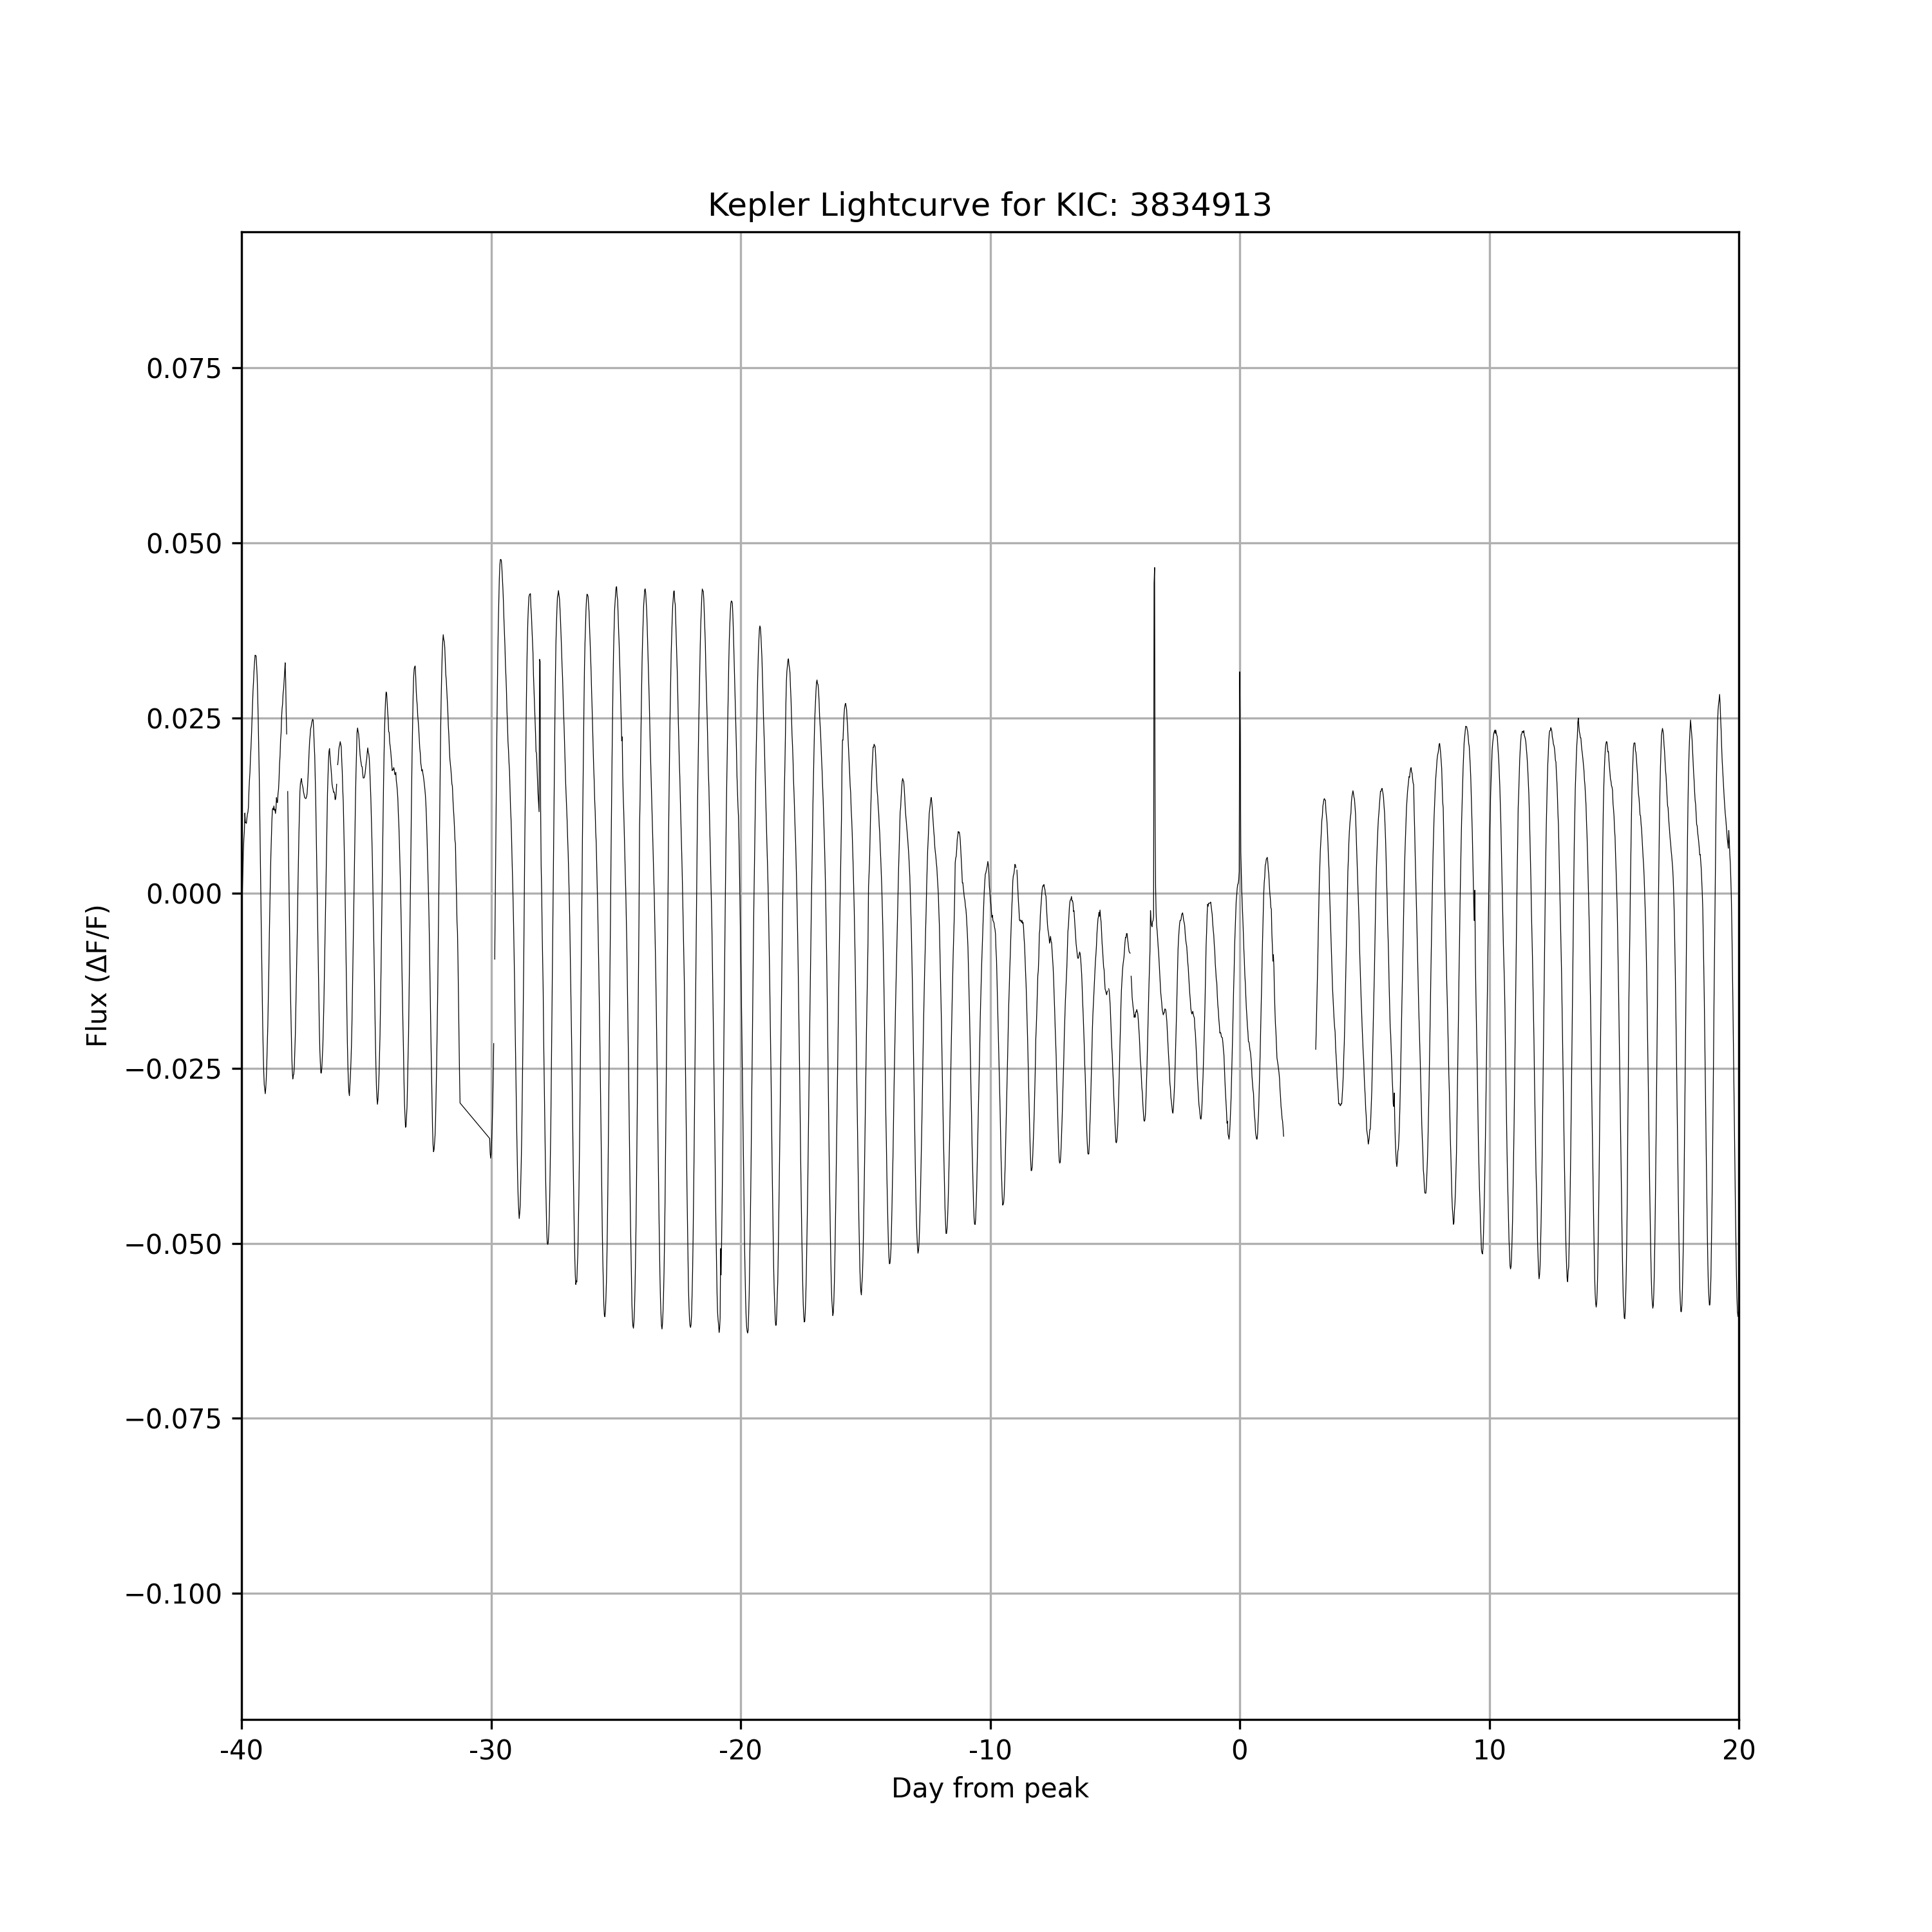 Kepler Lightcurve for KIC: 3834913
Flux (ΔF/F)
0.075
0.050
0.025
0.000
−0.025
−0.050
−0.075
−0.100
-40 -30 -20 -10 0 10 20
Day from peak